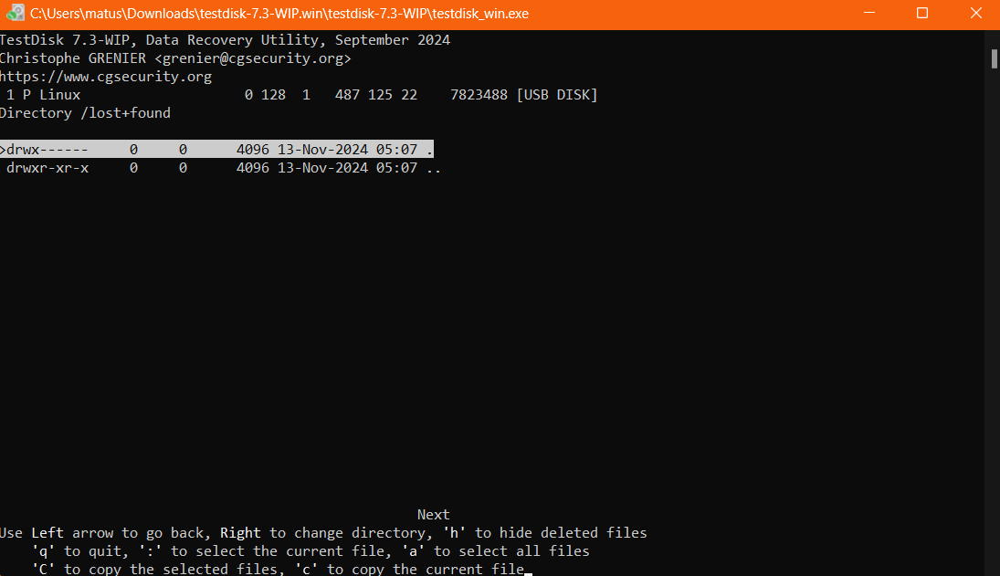 C:\Users\matus\Downloads\testdisk-7.3-WIP.win\testdisk-7.3-WIP\testdisk_win.exe
TestDisk 7.3-WIP, Data Recovery Utility, September 2024
Christophe GRENIER <grenier@cgsecurity.org>
https://www.cgsecurity.org
 1 P Linux                    0 128  1   487 125 22    7823488 [USB DISK]
Directory /lost+found
>drwx------     0     0      4096 13-Nov-2024 05:07 .
 drwxr-xr-x     0     0      4096 13-Nov-2024 05:07 ..
Next
Use Left arrow to go back, Right to change directory, 'h' to hide deleted files
    'q' to quit, ':' to select the current file, 'a' to select all files
    'C' to copy the selected files, 'c' to copy the current file